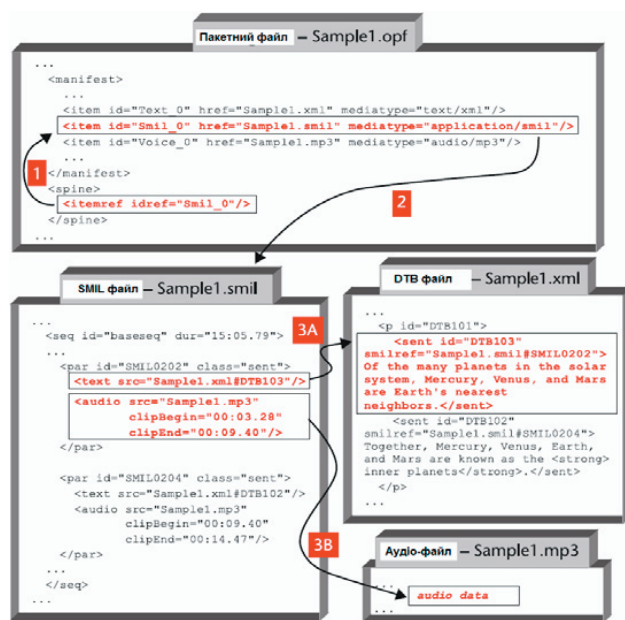 Пакетний файл – Sample1.opf
...
<manifest>
...
<item id="Text_0" href="Sample1.xml" mediatype="text/xml"/>
<item id="Smil_0" href="Sample1.smil" mediatype="application/smil"/>
<item id="Voice_0" href="Sample1.mp3" mediatype="audio/mp3"/>
...
</manifest>
<spine>
<itemref idref="Smil_0"/>
</spine>
...
1
2
SMIL файл – Sample1.smil
...
<seq id="baseseq" dur="15:05.79">
...
<par id="SMIL0202" class="sent">
<text src="Sample1.xml#DTB103"/>
<audio src="Sample1.mp3"
clipBegin="00:03.28"
clipEnd="00:09.40"/>
</par>
<par id="SMIL0204" class="sent">
<text src="Sample1.xml#DTB102"/>
<audio src="Sample1.mp3"
clipBegin="00:09.40"
clipEnd="00:14.47"/>
</par>
...
</seq>
...
3A
3B
DTB файл – Sample1.xml
...
<p id="DTB101">
<sent id="DTB103"
smilref="Sample1.smil#SMIL0202">
Of the many planets in the solar
system, Mercury, Venus, and Mars
are Earth's nearest
neighbors.</sent>
<sent id="DTB102"
smilref="Sample1.smil#SMIL0204">
Together, Mercury, Venus, Earth,
and Mars are known as the <strong>
inner planets</strong>.</sent>
</p>
...
Аудіо-файл – Sample1.mp3
...
audio data
...